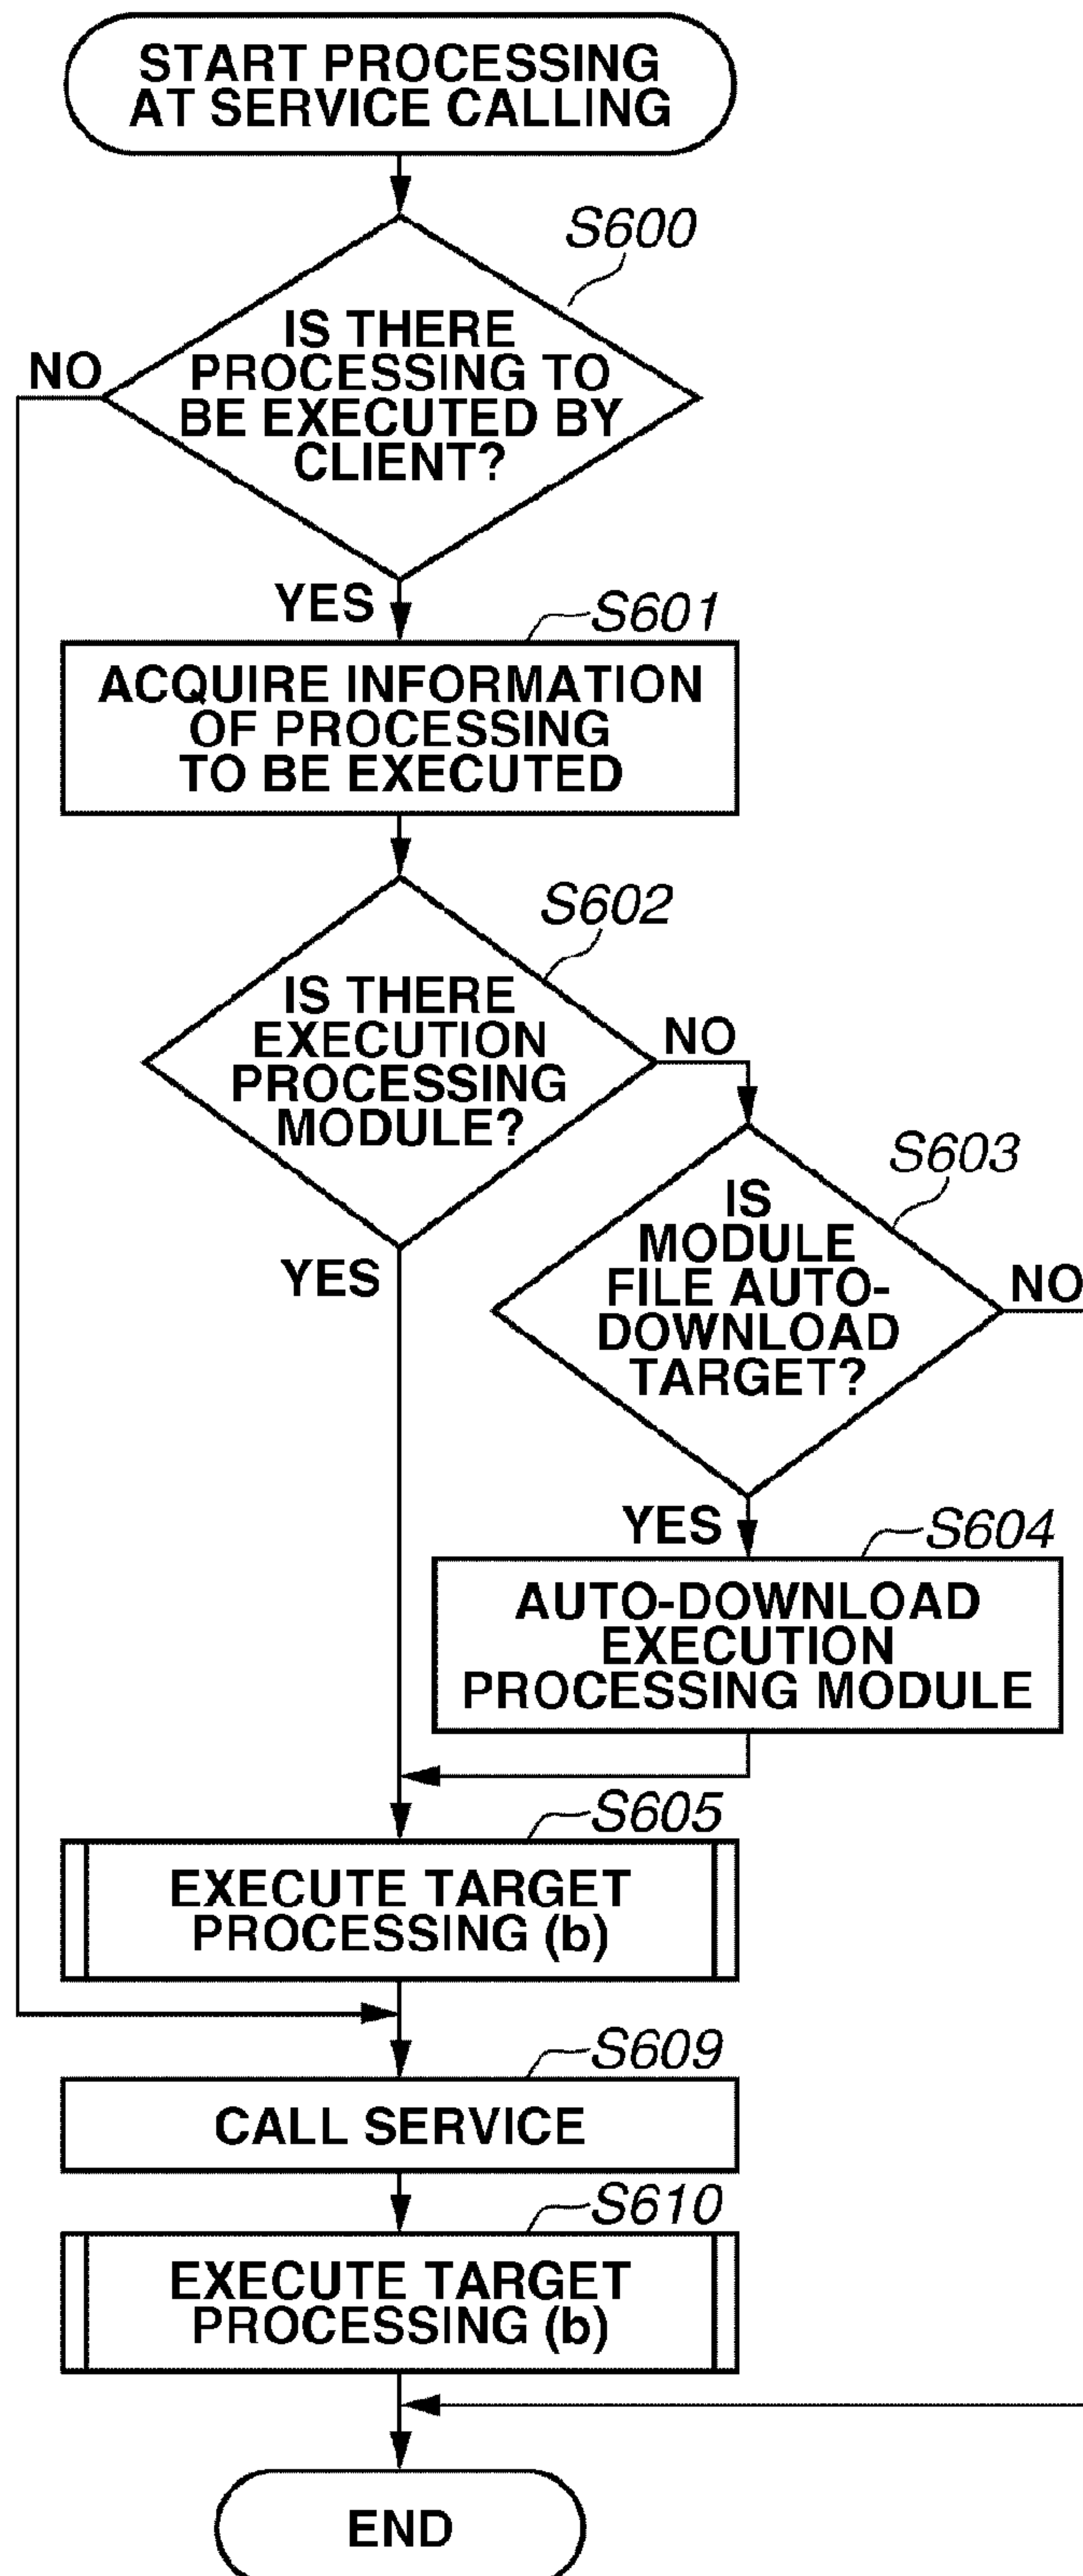 START PROCESSING
AT SERVICE CALLING
S600
IS THERE
PROCESSING TO
BE EXECUTED BY
CLIENT?
NO
YES
S601
ACQUIRE INFORMATION
OF PROCESSING
TO BE EXECUTED
S602
IS THERE
EXECUTION
PROCESSING
MODULE?
NO
YES
S603
IS
MODULE
FILE AUTO-
DOWNLOAD
TARGET?
NO
YES
S604
AUTO-DOWNLOAD
EXECUTION
PROCESSING MODULE
S605
EXECUTE TARGET
PROCESSING (b)
S609
CALL SERVICE
S610
EXECUTE TARGET
PROCESSING (b)
END